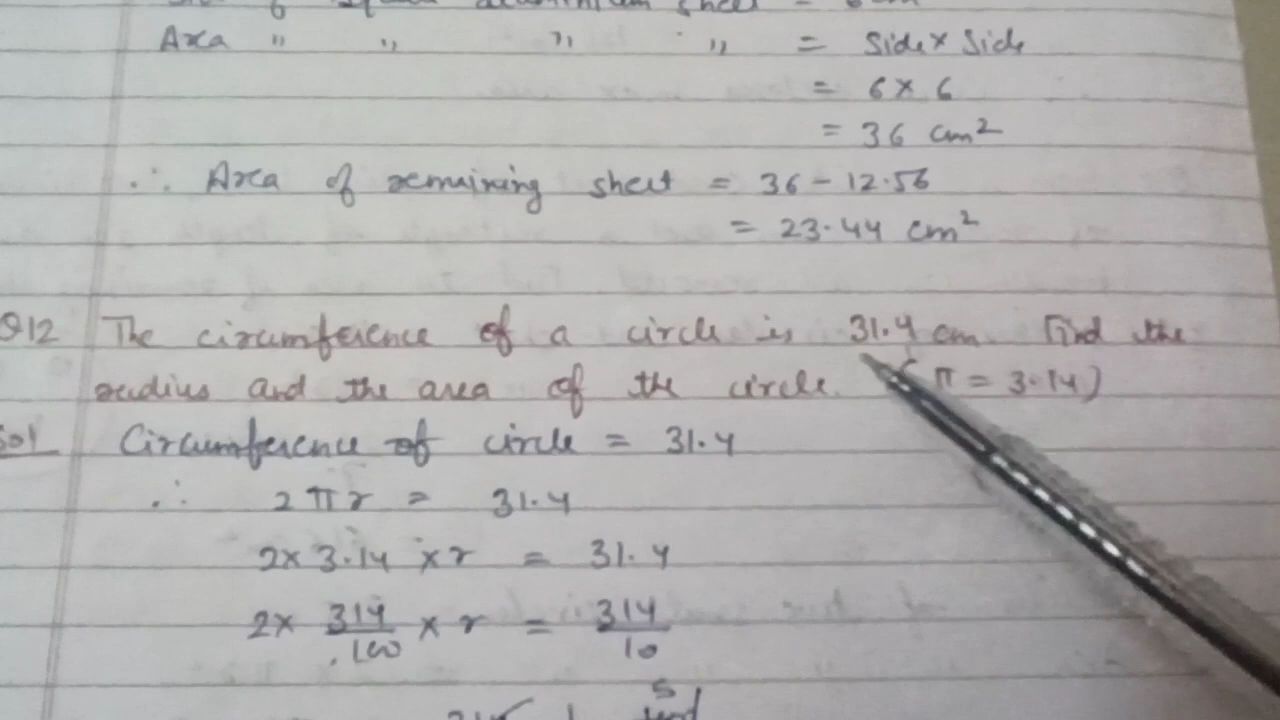 Area " " " " = Side × Side
= 6 × 6
= 36 cm²
∴ Area of remaining sheet = 36 - 12.56
= 23.44 cm²
Q12 The circumference of a circle is 31.4 cm. Find the
radius and the area of the circle. (π = 3.14)
Sol Circumference of circle = 31.4
∴ 2πr = 31.4
2 × 3.14 × r = 31.4
2 × 314/100 × r = 314/10